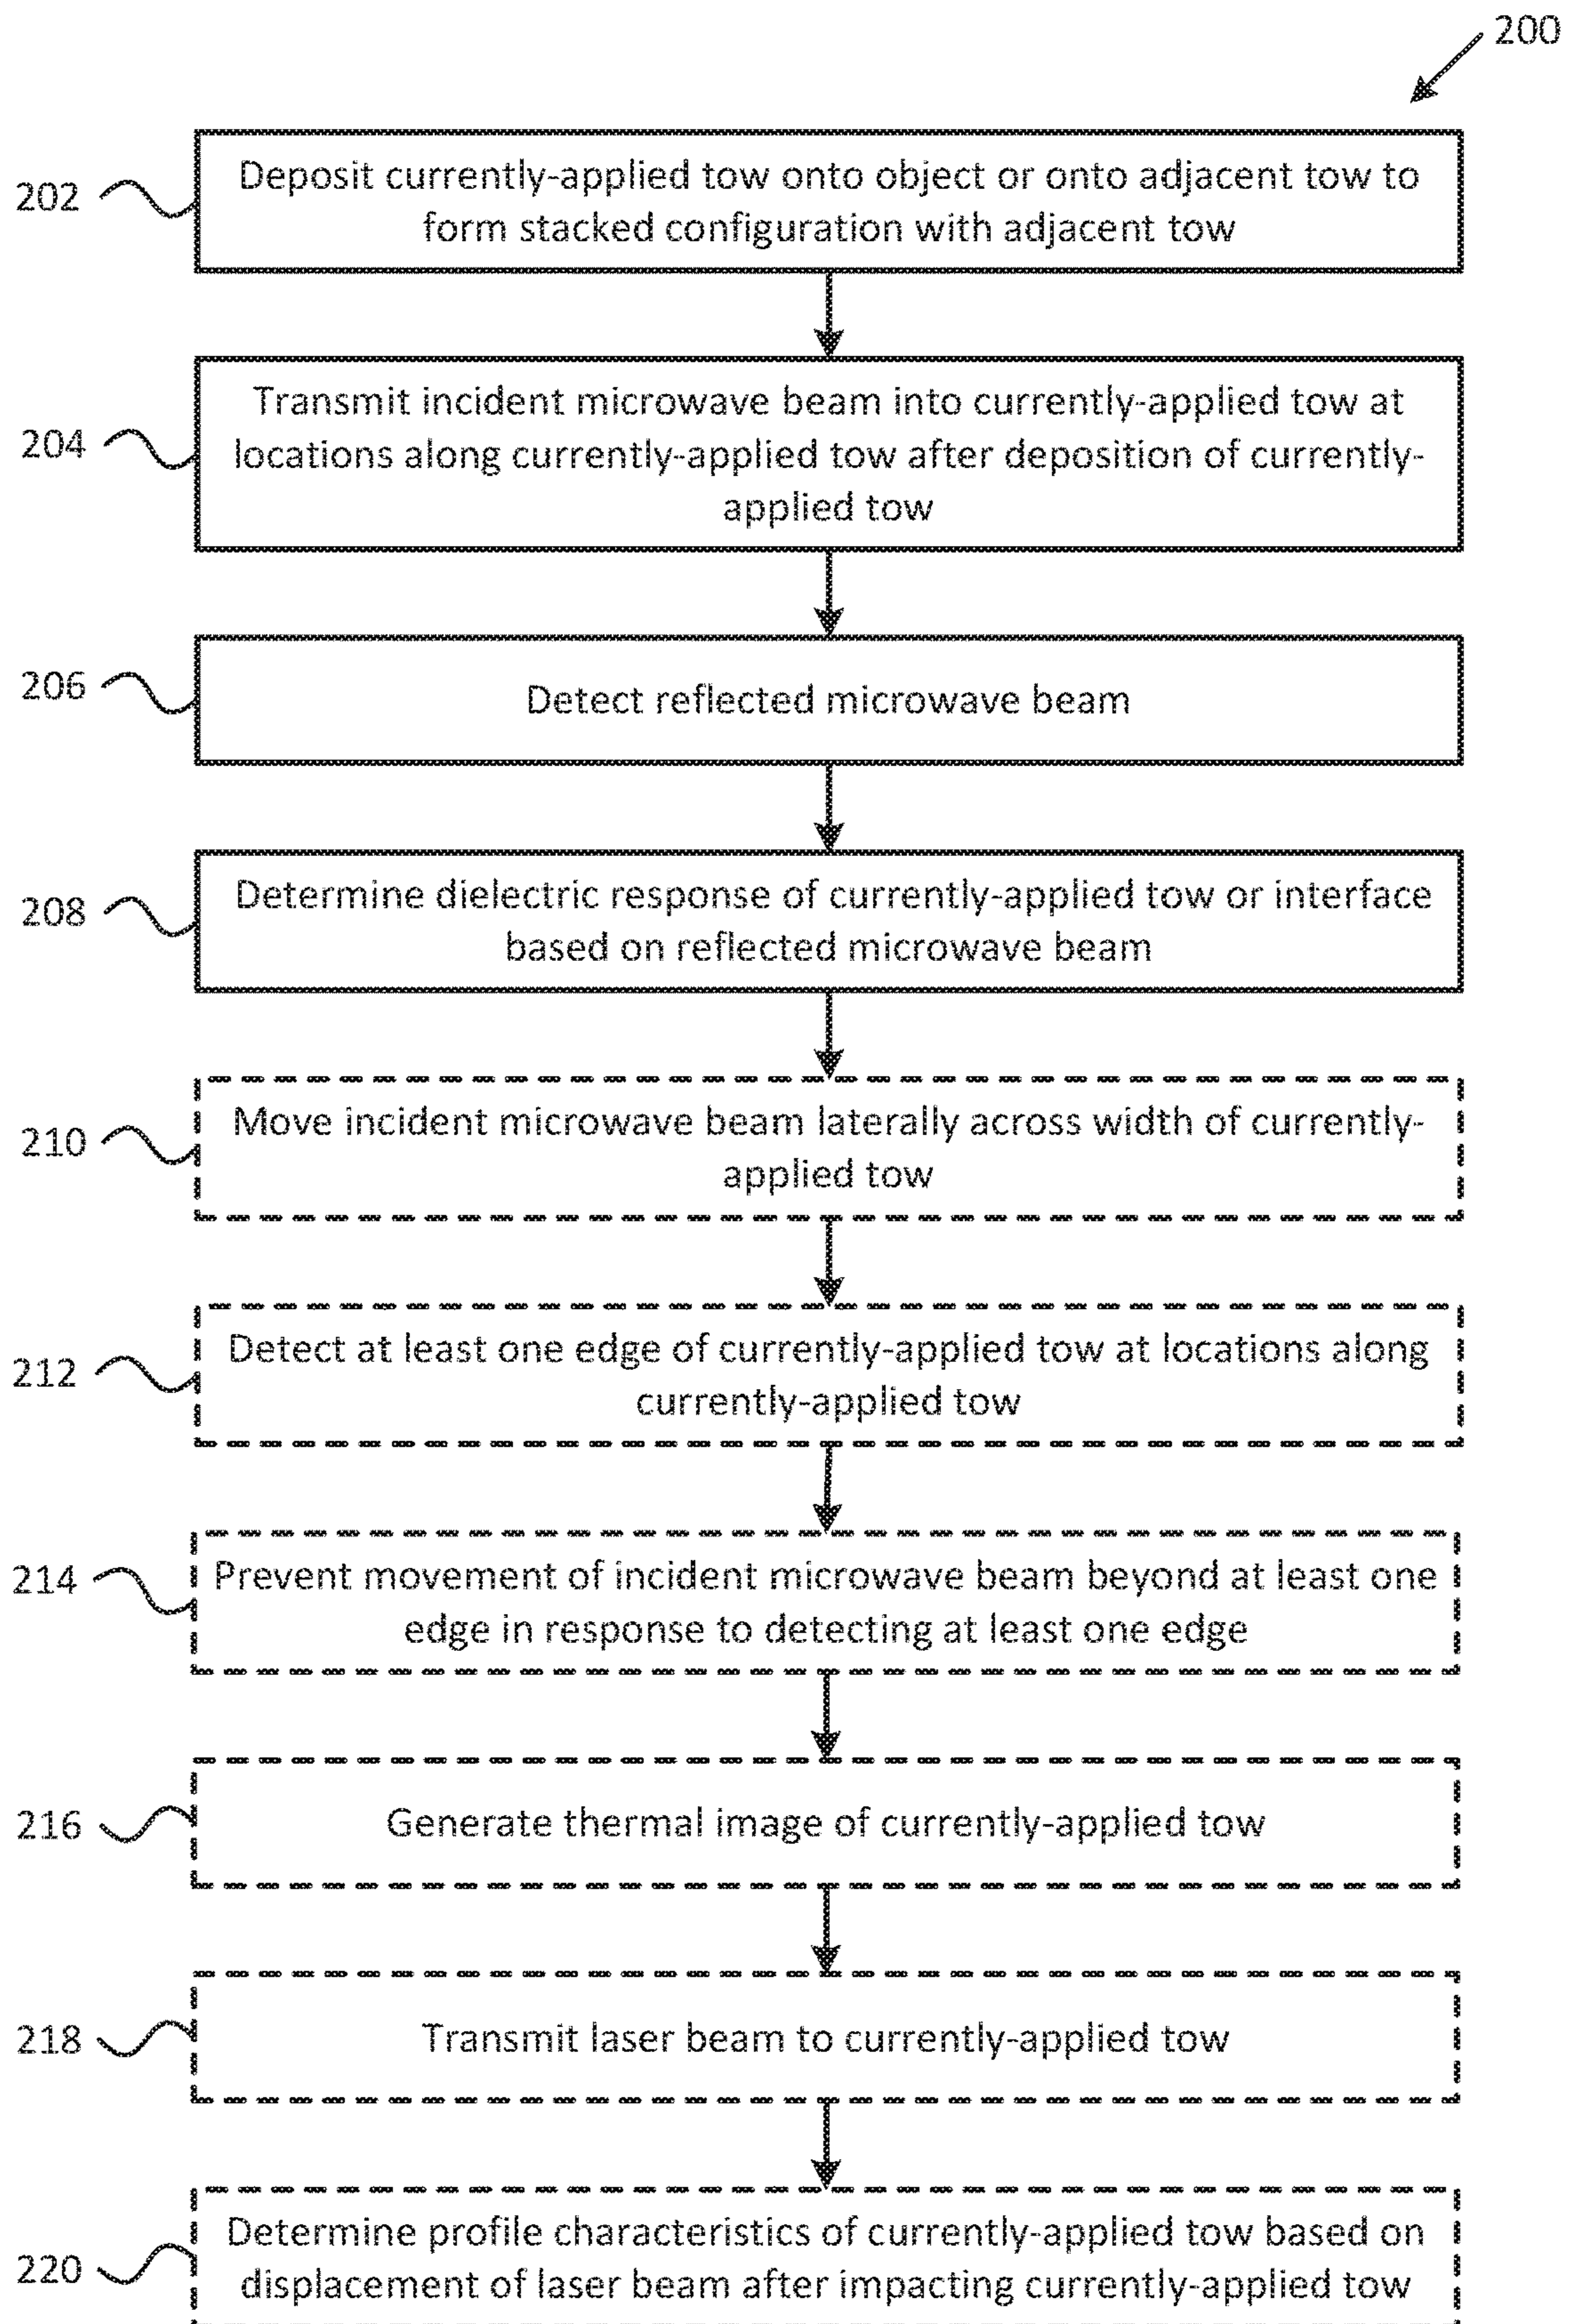 200
202
Deposit currently-applied tow onto object or onto adjacent tow to
form stacked configuration with adjacent tow
204
Transmit incident microwave beam into currently-applied tow at
locations along currently-applied tow after deposition of currently-
applied tow
206
Detect reflected microwave beam
208
Determine dielectric response of currently-applied tow or interface
based on reflected microwave beam
210
Move incident microwave beam laterally across width of currently-
applied tow
212
Detect at least one edge of currently-applied tow at locations along
currently-applied tow
214
Prevent movement of incident microwave beam beyond at least one
edge in response to detecting at least one edge
216
Generate thermal image of currently-applied tow
218
Transmit laser beam to currently-applied tow
220
Determine profile characteristics of currently-applied tow based on
displacement of laser beam after impacting currently-applied tow